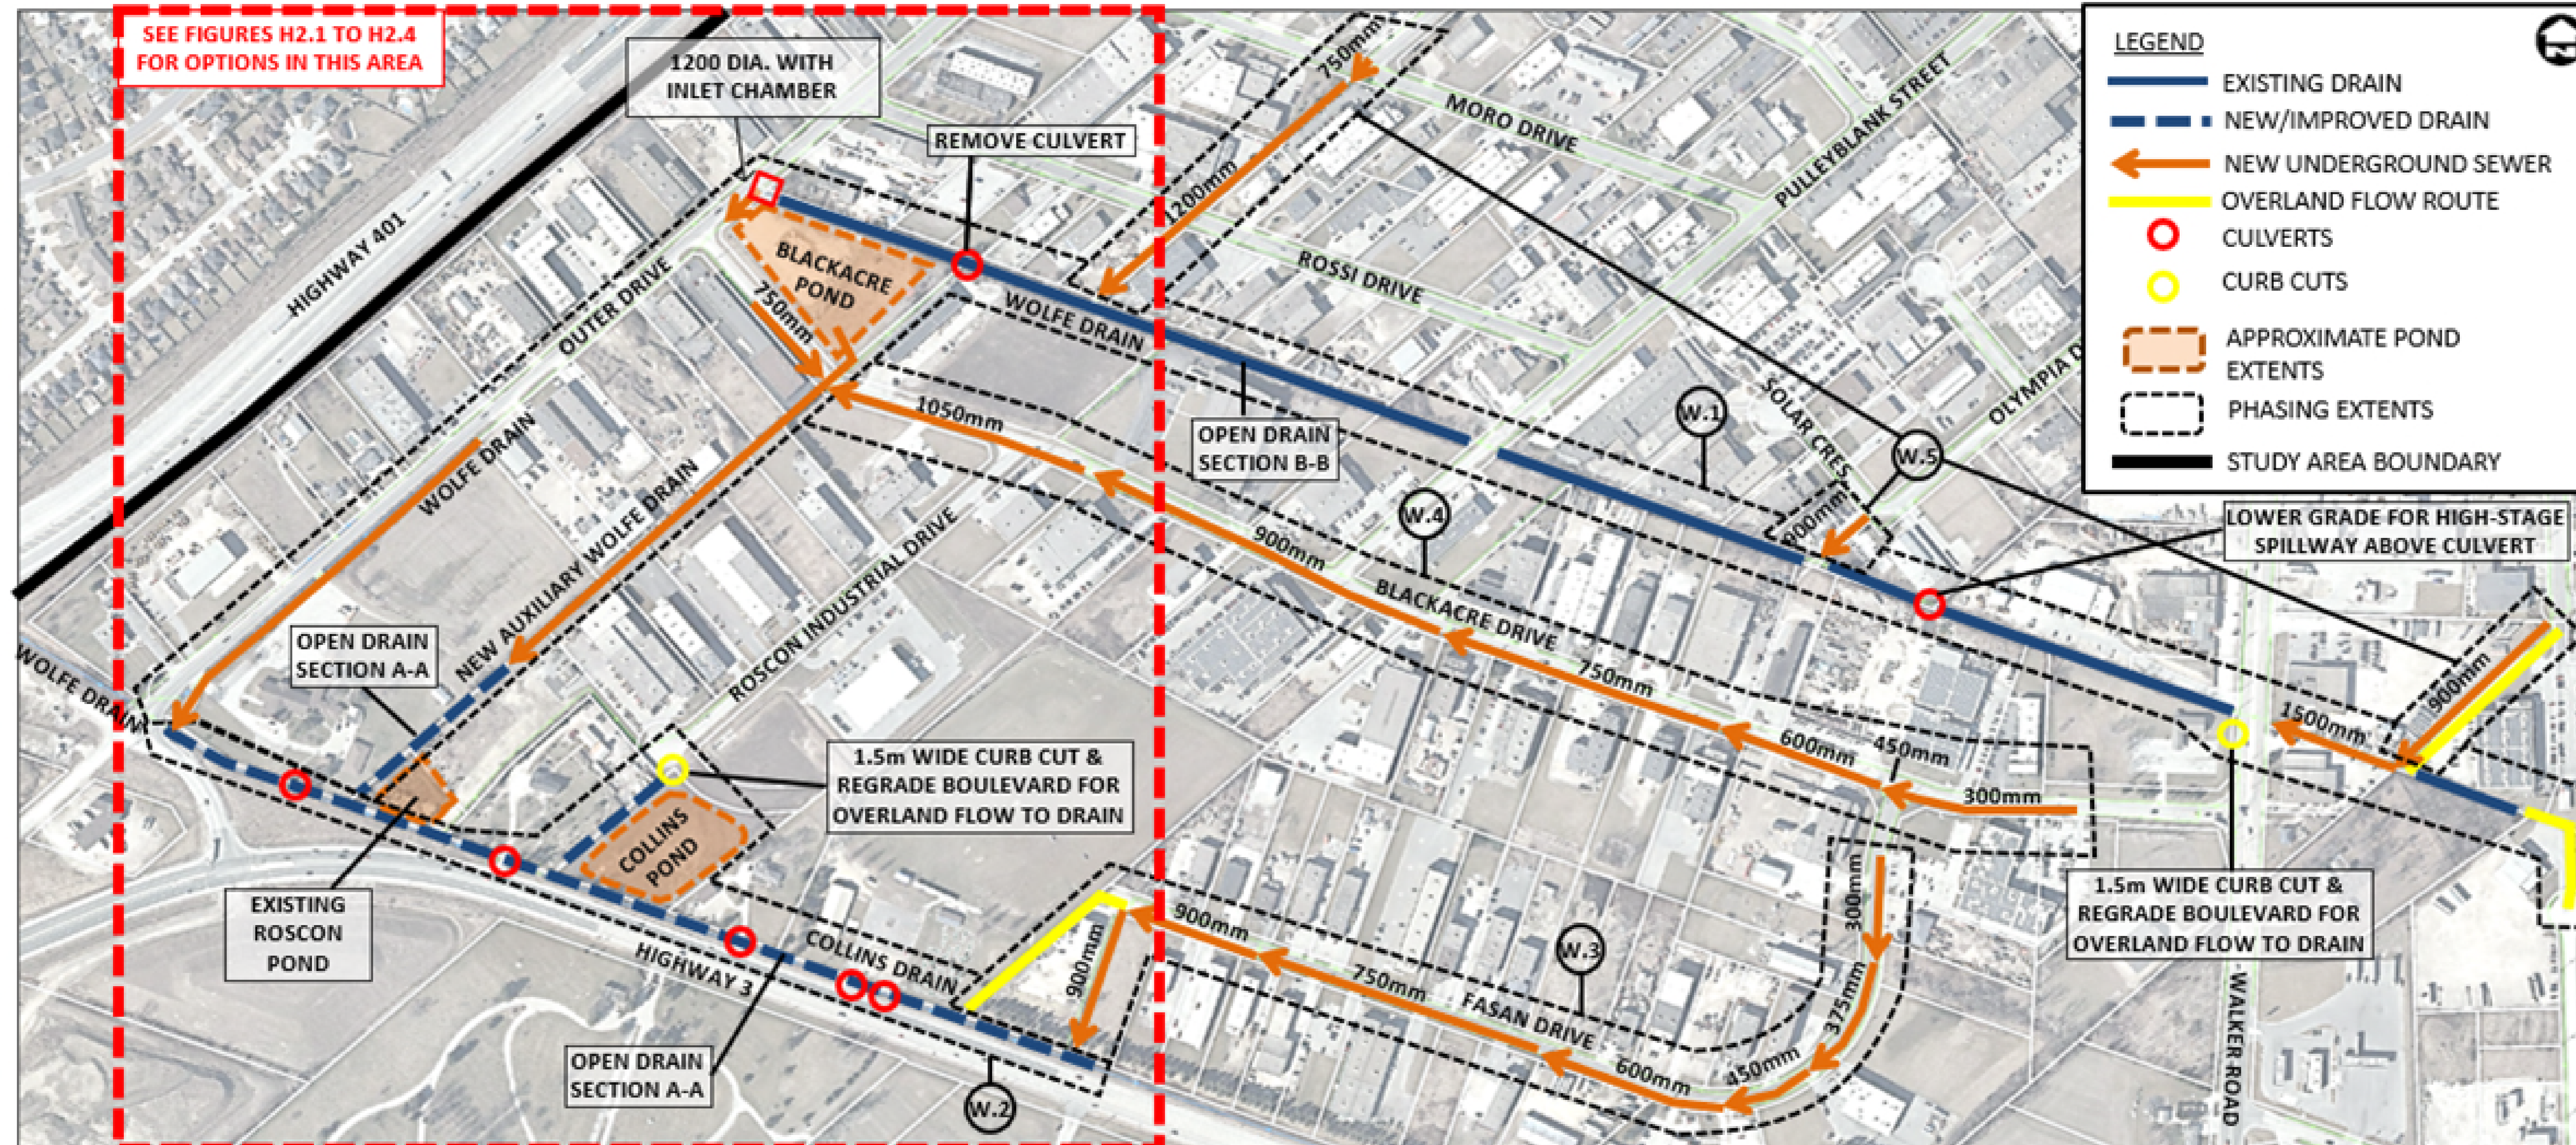 SEE FIGURES H2.1 TO H2.4
FOR OPTIONS IN THIS AREA
1200 DIA. WITH
INLET CHAMBER
REMOVE CULVERT
750mm
MORO DRIVE
PULLEYBLANK STREET
1200mm
HIGHWAY 401
OUTER DRIVE
BLACKACRE
POND
750mm
WOLFE DRAIN
ROSSI DRIVE
LEGEND
EXISTING DRAIN
NEW/IMPROVED DRAIN
NEW UNDERGROUND SEWER
OVERLAND FLOW ROUTE
CULVERTS
CURB CUTS
APPROXIMATE POND
EXTENTS
PHASING EXTENTS
STUDY AREA BOUNDARY
1050mm
OPEN DRAIN
SECTION B-B
W.1
SOLAR CRES
OLYMPIA D
W.5
WOLFE DRAIN
NEW AUXILIARY WOLFE DRAIN
ROSCON INDUSTRIAL DRIVE
900mm
W.4
900mm
LOWER GRADE FOR HIGH-STAGE
SPILLWAY ABOVE CULVERT
BLACKACRE DRIVE
WOLFE DRAIN
OPEN DRAIN
SECTION A-A
750mm
900mm
600mm
450mm
1500mm
300mm
1.5m WIDE CURB CUT &
REGRADE BOULEVARD FOR
OVERLAND FLOW TO DRAIN
COLLINS
POND
EXISTING
ROSCON
POND
300mm
1.5m WIDE CURB CUT &
REGRADE BOULEVARD FOR
OVERLAND FLOW TO DRAIN
COLLINS DRAIN
HIGHWAY 3
900mm
900mm
W.3
750mm
FASAN DRIVE
375mm
WALKER ROAD
OPEN DRAIN
SECTION A-A
W.2
600mm
450mm